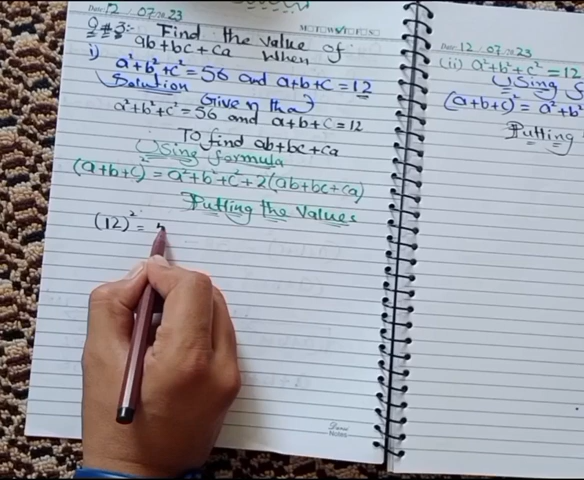 Date: 12 / 07 2023
M T W T F S
Q#3:- Find the value of
ab+bc+ca when
i) a²+b²+c² = 56 and a+b+c = 12
Solution Given that
a²+b²+c² = 56 and a+b+c = 12
To find ab+bc+ca
Using formula
(a+b+c)² = a²+b²+c²+2(ab+bc+ca)
Putting the Values
(12)² =
Notes
Date: 12 / 07 2023
(ii) a²+b²+c² = 12
Using
(a+b+c)² = a²+b²
Putting